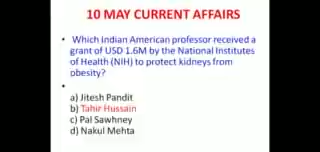 10 MAY CURRENT AFFAIRS
• Which Indian American professor received a
grant of USD 1.6M by the National Institutes
of Health (NIH) to protect kidneys from
obesity?
•
a) Jitesh Pandit
b) Tahir Hussain
c) Pal Sawhney
d) Nakul Mehta